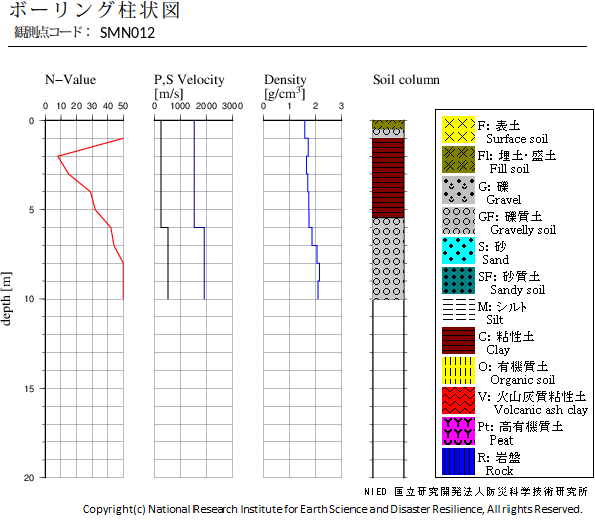 ボーリング柱状図
観測点コード： SMN012
N−Value P,S Velocity Density Soil column
[m/s] [g/cm³]
0 10 20 30 40 50 0 1000 2000 3000 0 1 2 3
0
5
10
15
20
depth [m]
F: 表土
Surface soil
Fl: 埋土・盛土
Fill soil
G: 礫
Gravel
GF: 礫質土
Gravelly soil
S: 砂
Sand
SF: 砂質土
Sandy soil
M: シルト
Silt
C: 粘性土
Clay
O: 有機質土
Organic soil
V: 火山灰質粘性土
Volcanic ash clay
Pt: 高有機質土
Peat
R: 岩盤
Rock
NIED 国立研究開発法人防災科学技術研究所
Copyright(c) National Research Institute for Earth Science and Disaster Resilience, All rights Reserved.